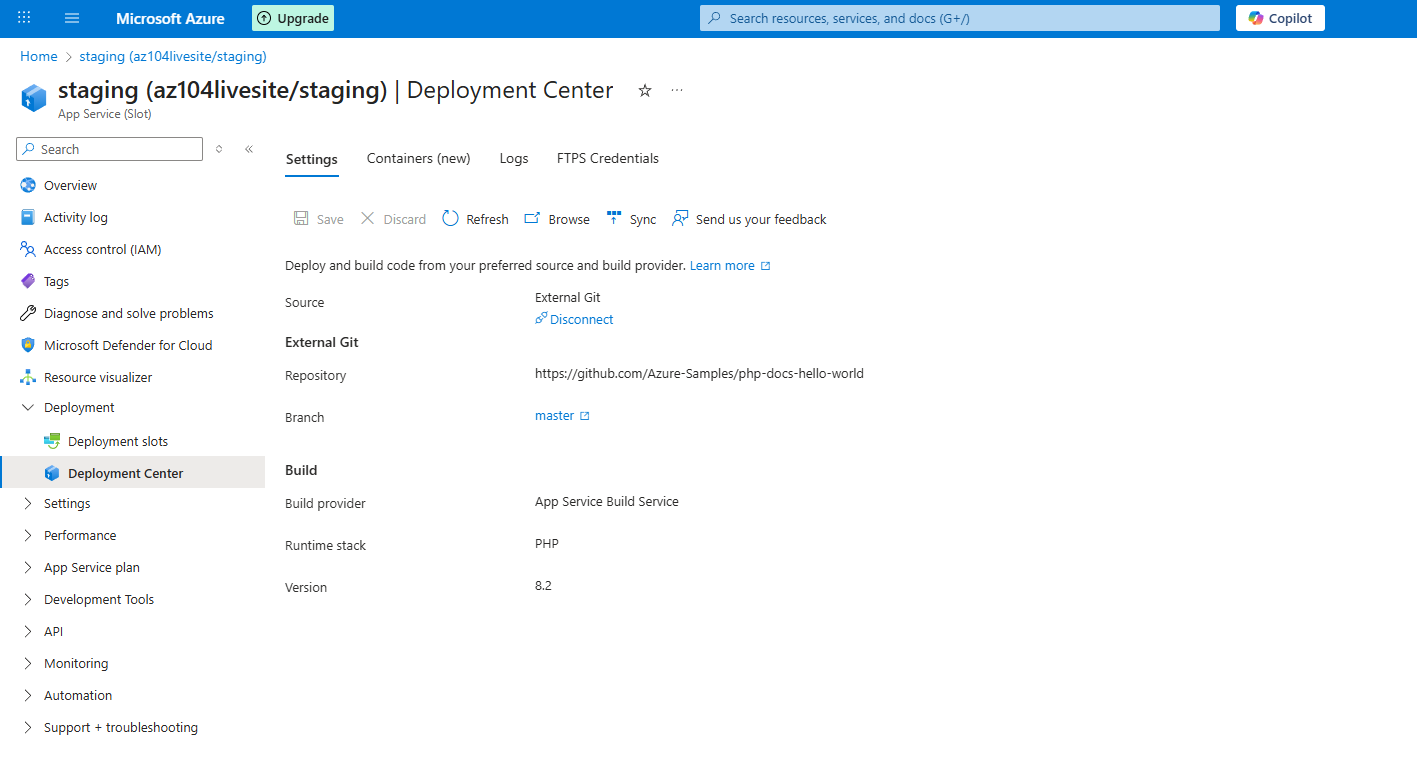 Microsoft Azure
Upgrade
Search resources, services, and docs (G+/)
Copilot
Home
staging (az104livesite/staging)
staging (az104livesite/staging) | Deployment Center
App Service (Slot)
Search
Overview
Activity log
Access control (IAM)
Tags
Diagnose and solve problems
Microsoft Defender for Cloud
Resource visualizer
Deployment
Deployment slots
Deployment Center
Settings
Performance
App Service plan
Development Tools
API
Monitoring
Automation
Support + troubleshooting
Settings Containers (new) Logs FTPS Credentials
Save Discard Refresh Browse Sync Send us your feedback
Deploy and build code from your preferred source and build provider. Learn more
Source External Git
Disconnect
External Git
Repository https://github.com/Azure-Samples/php-docs-hello-world
Branch master
Build
Build provider App Service Build Service
Runtime stack PHP
Version 8.2